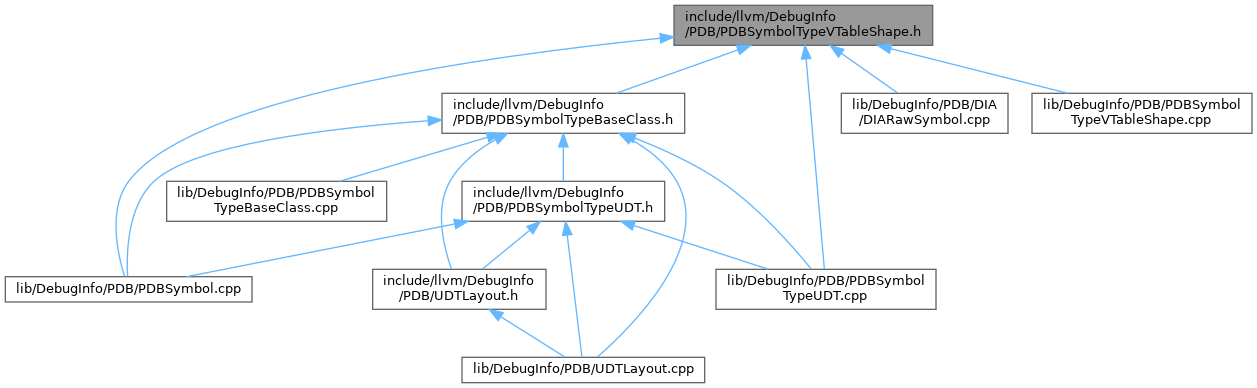 include/llvm/DebugInfo
/PDB/PDBSymbolTypeVTableShape.h
include/llvm/DebugInfo
/PDB/PDBSymbolTypeBaseClass.h
lib/DebugInfo/PDB/DIA
/DIARawSymbol.cpp
lib/DebugInfo/PDB/PDBSymbol
TypeVTableShape.cpp
lib/DebugInfo/PDB/PDBSymbol
TypeBaseClass.cpp
include/llvm/DebugInfo
/PDB/PDBSymbolTypeUDT.h
lib/DebugInfo/PDB/PDBSymbol.cpp
include/llvm/DebugInfo
/PDB/UDTLayout.h
lib/DebugInfo/PDB/PDBSymbol
TypeUDT.cpp
lib/DebugInfo/PDB/UDTLayout.cpp